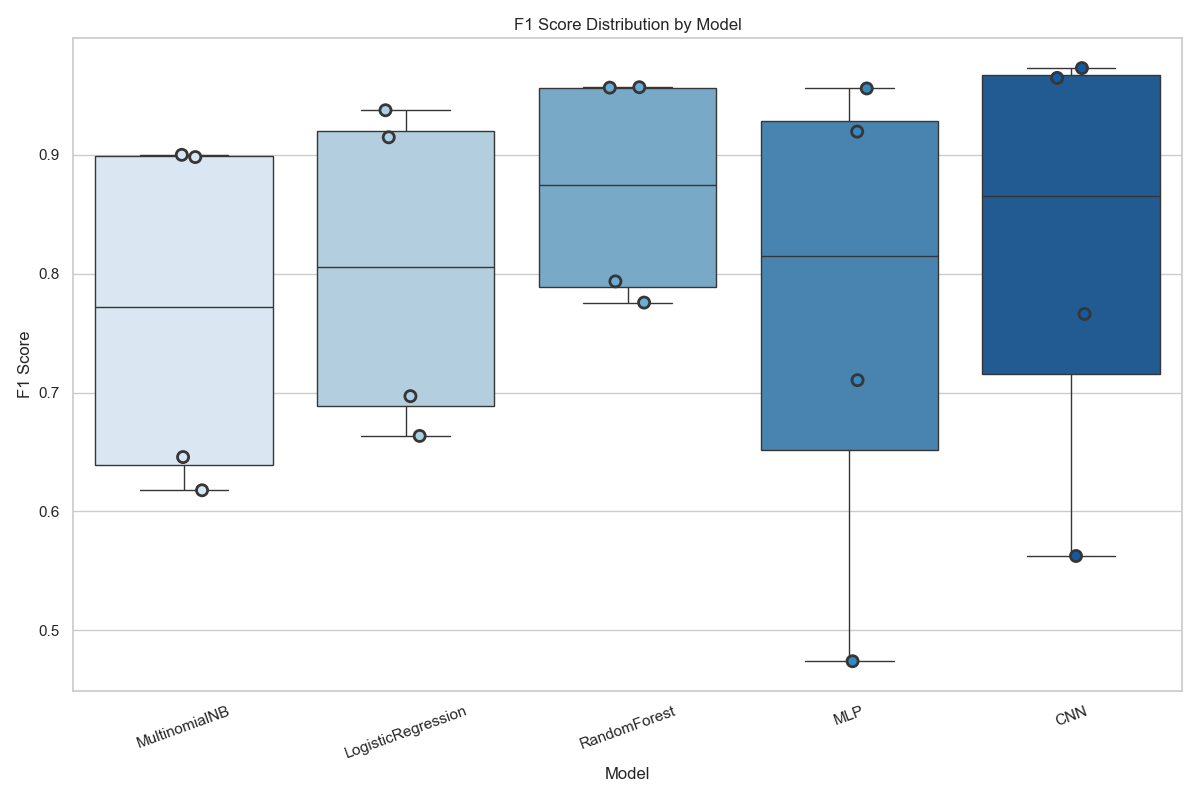 F1 Score Distribution by Model
F1 Score
0.9
0.8
0.7
0.6
0.5
MultinomialNB
LogisticRegression
RandomForest
MLP
CNN
Model